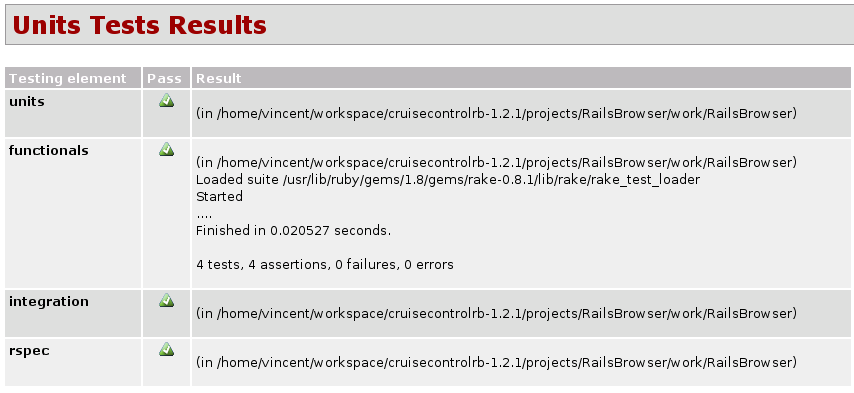 Units Tests Results
Testing element Pass Result
units
(in /home/vincent/workspace/cruisecontrolrb-1.2.1/projects/RailsBrowser/work/RailsBrowser)
functionals
(in /home/vincent/workspace/cruisecontrolrb-1.2.1/projects/RailsBrowser/work/RailsBrowser)
Loaded suite /usr/lib/ruby/gems/1.8/gems/rake-0.8.1/lib/rake/rake_test_loader
Started
....
Finished in 0.020527 seconds.
4 tests, 4 assertions, 0 failures, 0 errors
integration
(in /home/vincent/workspace/cruisecontrolrb-1.2.1/projects/RailsBrowser/work/RailsBrowser)
rspec
(in /home/vincent/workspace/cruisecontrolrb-1.2.1/projects/RailsBrowser/work/RailsBrowser)